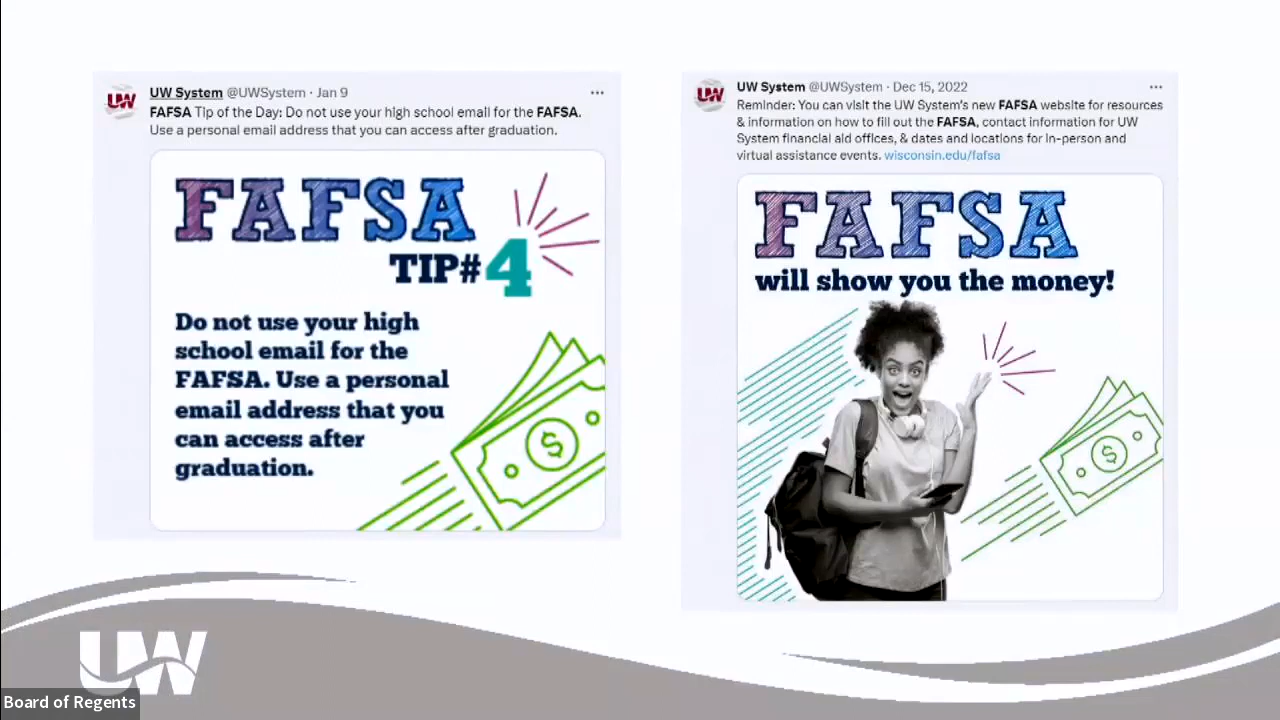 UW System @UWSystem · Jan 9 ...
FAFSA Tip of the Day: Do not use your high school email for the FAFSA.
Use a personal email address that you can access after graduation.
FAFSA
TIP#4
Do not use your high
school email for the
FAFSA. Use a personal
email address that you
can access after
graduation.
UW
UW System @UWSystem · Dec 15, 2022 ...
Reminder: You can visit the UW System's new FAFSA website for resources
& information on how to fill out the FAFSA, contact information for UW
System financial aid offices, & dates and locations for in-person and
virtual assistance events. wisconsin.edu/fafsa
FAFSA
will show you the money!
$
$
UW
UW
Board of Regents